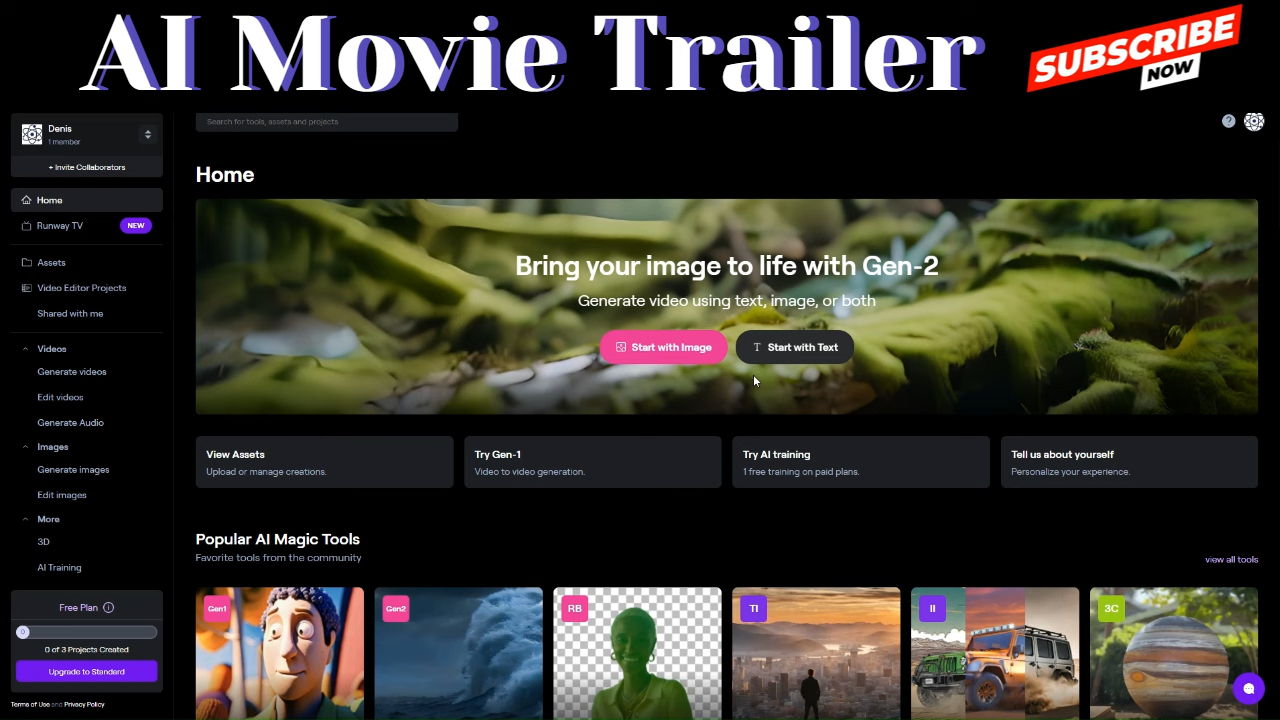 AI Movie Trailer
SUBSCRIBE
NOW
Denis
1 member
+ Invite Collaborators
Home
Runway TV
NEW
Assets
Video Editor Projects
Shared with me
Videos
Generate videos
Edit videos
Generate Audio
Images
Generate images
Edit images
More
3D
AI Training
Free Plan
0
0 of 3 Projects Created
Upgrade to Standard
Terms of Use and Privacy Policy
Search for tools, assets and projects
?
Home
Bring your image to life with Gen-2
Generate video using text, image, or both
Start with Image
T Start with Text
View Assets
Upload or manage creations.
Try Gen-1
Video to video generation.
Try AI training
1 free training on paid plans.
Tell us about yourself
Personalize your experience.
Popular AI Magic Tools
Favorite tools from the community
view all tools
Gen1
Gen2
RB
TI
II
3C